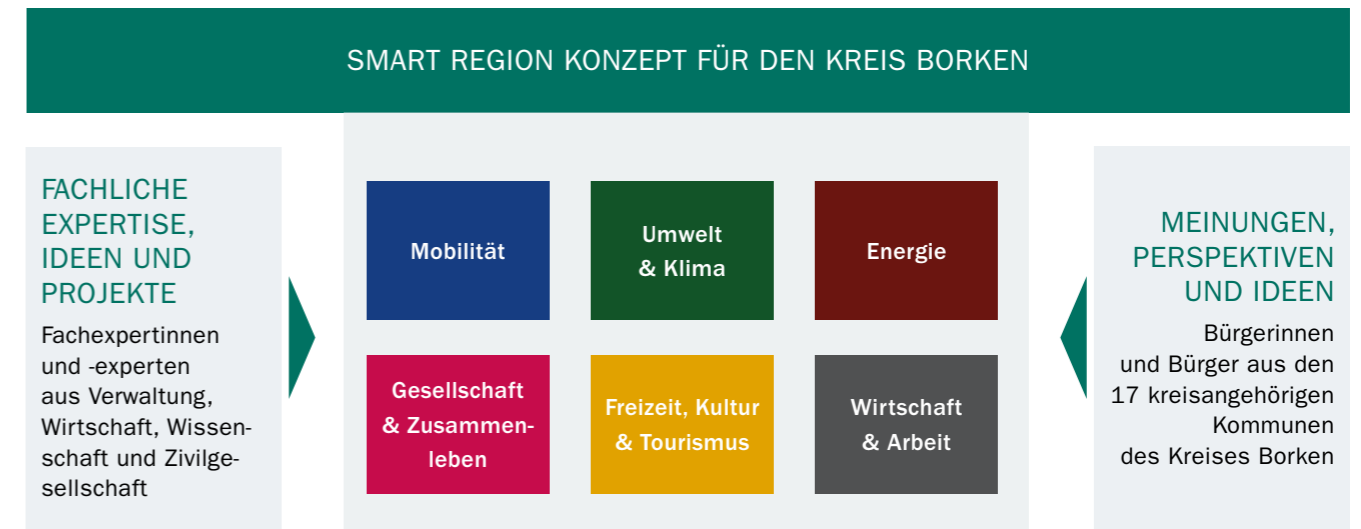 SMART REGION KONZEPT FÜR DEN KREIS BORKEN
FACHLICHE
EXPERTISE,
IDEEN UND
PROJEKTE
Fachexpertinnen
und -experten
aus Verwaltung,
Wirtschaft, Wissen-
schaft und Zivilge-
sellschaft
Mobilität
Umwelt
& Klima
Energie
Gesellschaft
& Zusammen-
leben
Freizeit, Kultur
& Tourismus
Wirtschaft
& Arbeit
MEINUNGEN,
PERSPEKTIVEN
UND IDEEN
Bürgerinnen
und Bürger aus den
17 kreisangehörigen
Kommunen
des Kreises Borken